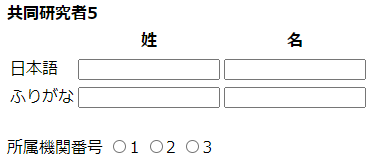 共同研究者5
姓 名
日本語
ふりがな
所属機関番号 1 2 3